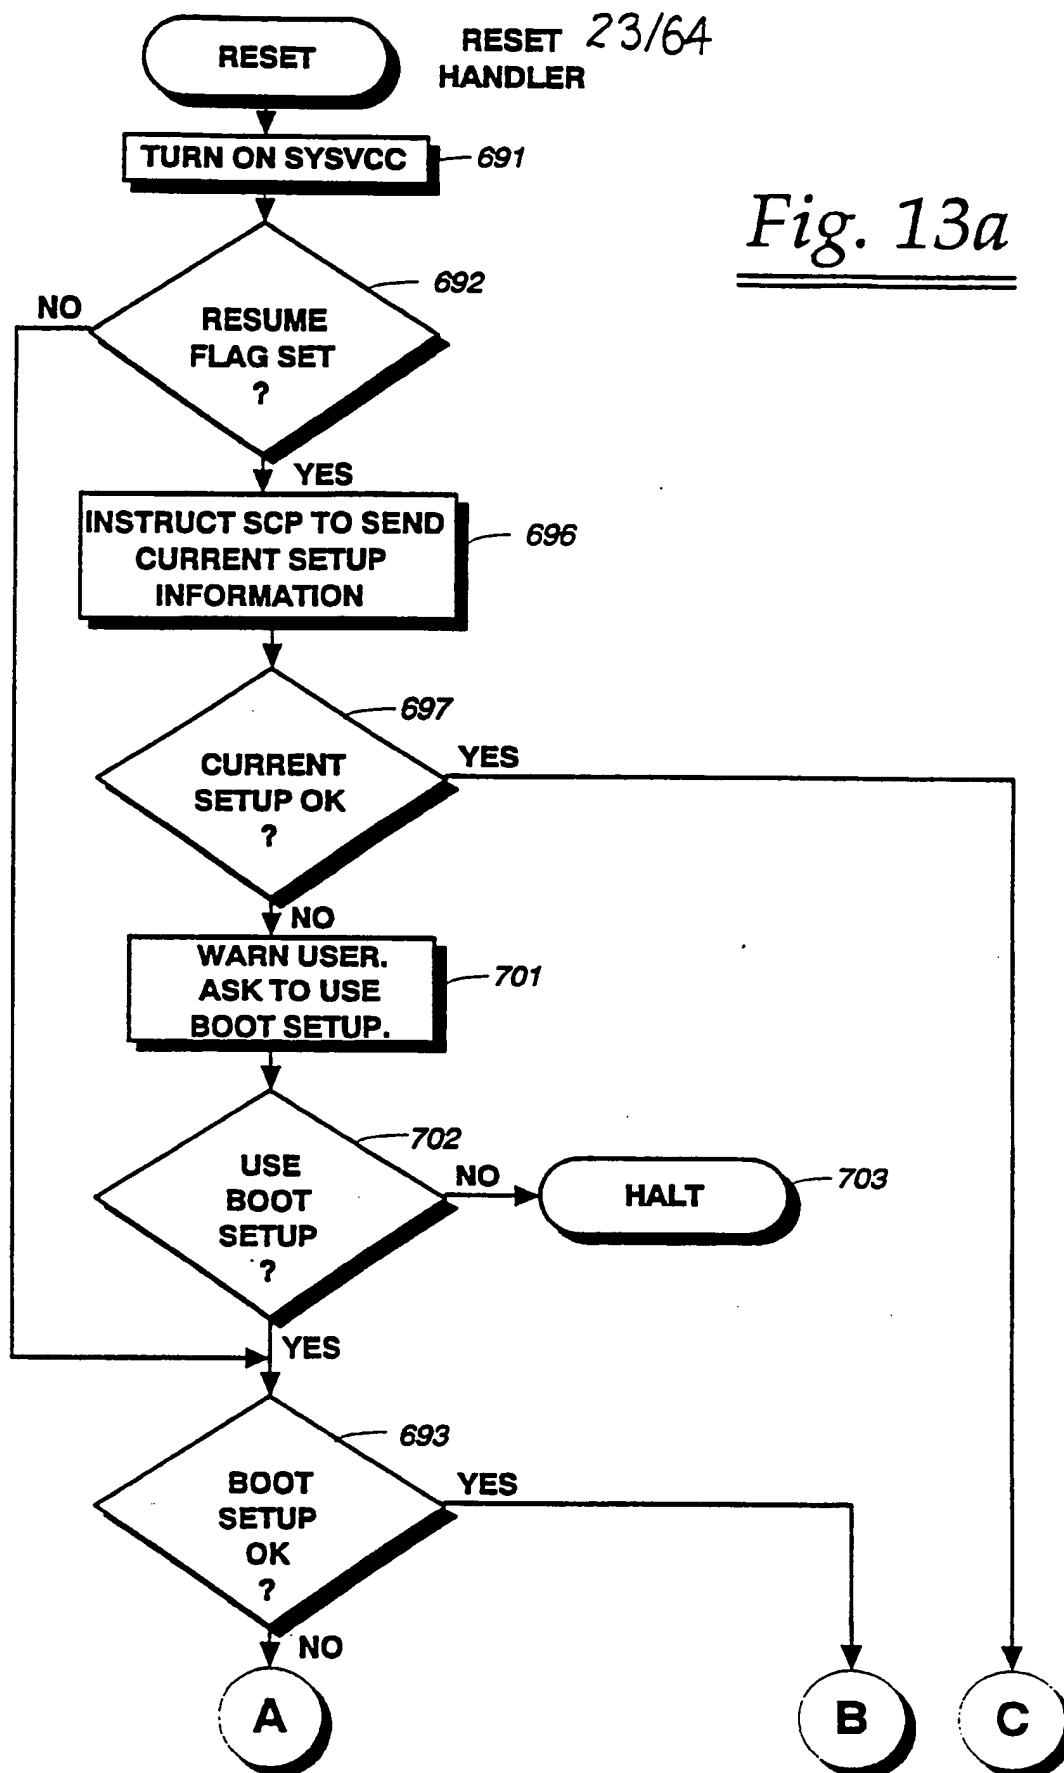 RESET
RESET 23/64
HANDLER
TURN ON SYSVCC
691
Fig. 13a
692
NO
RESUME
FLAG SET
?
YES
INSTRUCT SCP TO SEND
CURRENT SETUP
INFORMATION
696
697
CURRENT
SETUP OK
?
YES
NO
WARN USER.
ASK TO USE
BOOT SETUP.
701
702
USE
BOOT
SETUP
?
NO
HALT
703
YES
693
BOOT
SETUP
OK
?
YES
NO
A
B
C